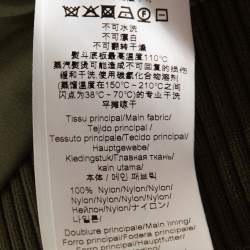 不可水洗
不可漂白
不可翻转干燥
熨斗底板最高温度110℃
蒸汽熨烫可能造成不可回复的损伤
缓和干洗，使用碳氢化合物溶剂
(蒸馏温度在150℃~210℃之间
闪点为38℃~70℃)的专业干洗
平摊晾干
Tissu principal/Main fabric/
Tejido principal /
Tessuto principale/Tecido principal/
Hauptgewebe/
Kledingstuk/Главная ткань/
kain utama/
본체 / 메인 패브릭
100% Nylon/Nylon/Nylon/
Nylon/Nylon/Nylon/Nylon/
Нейлон/Nylon/ナイロン/
나일론/
Doublure principale/Main lining/
Forro principal/Fodera principale/
Forro principal/Hauptfutter/